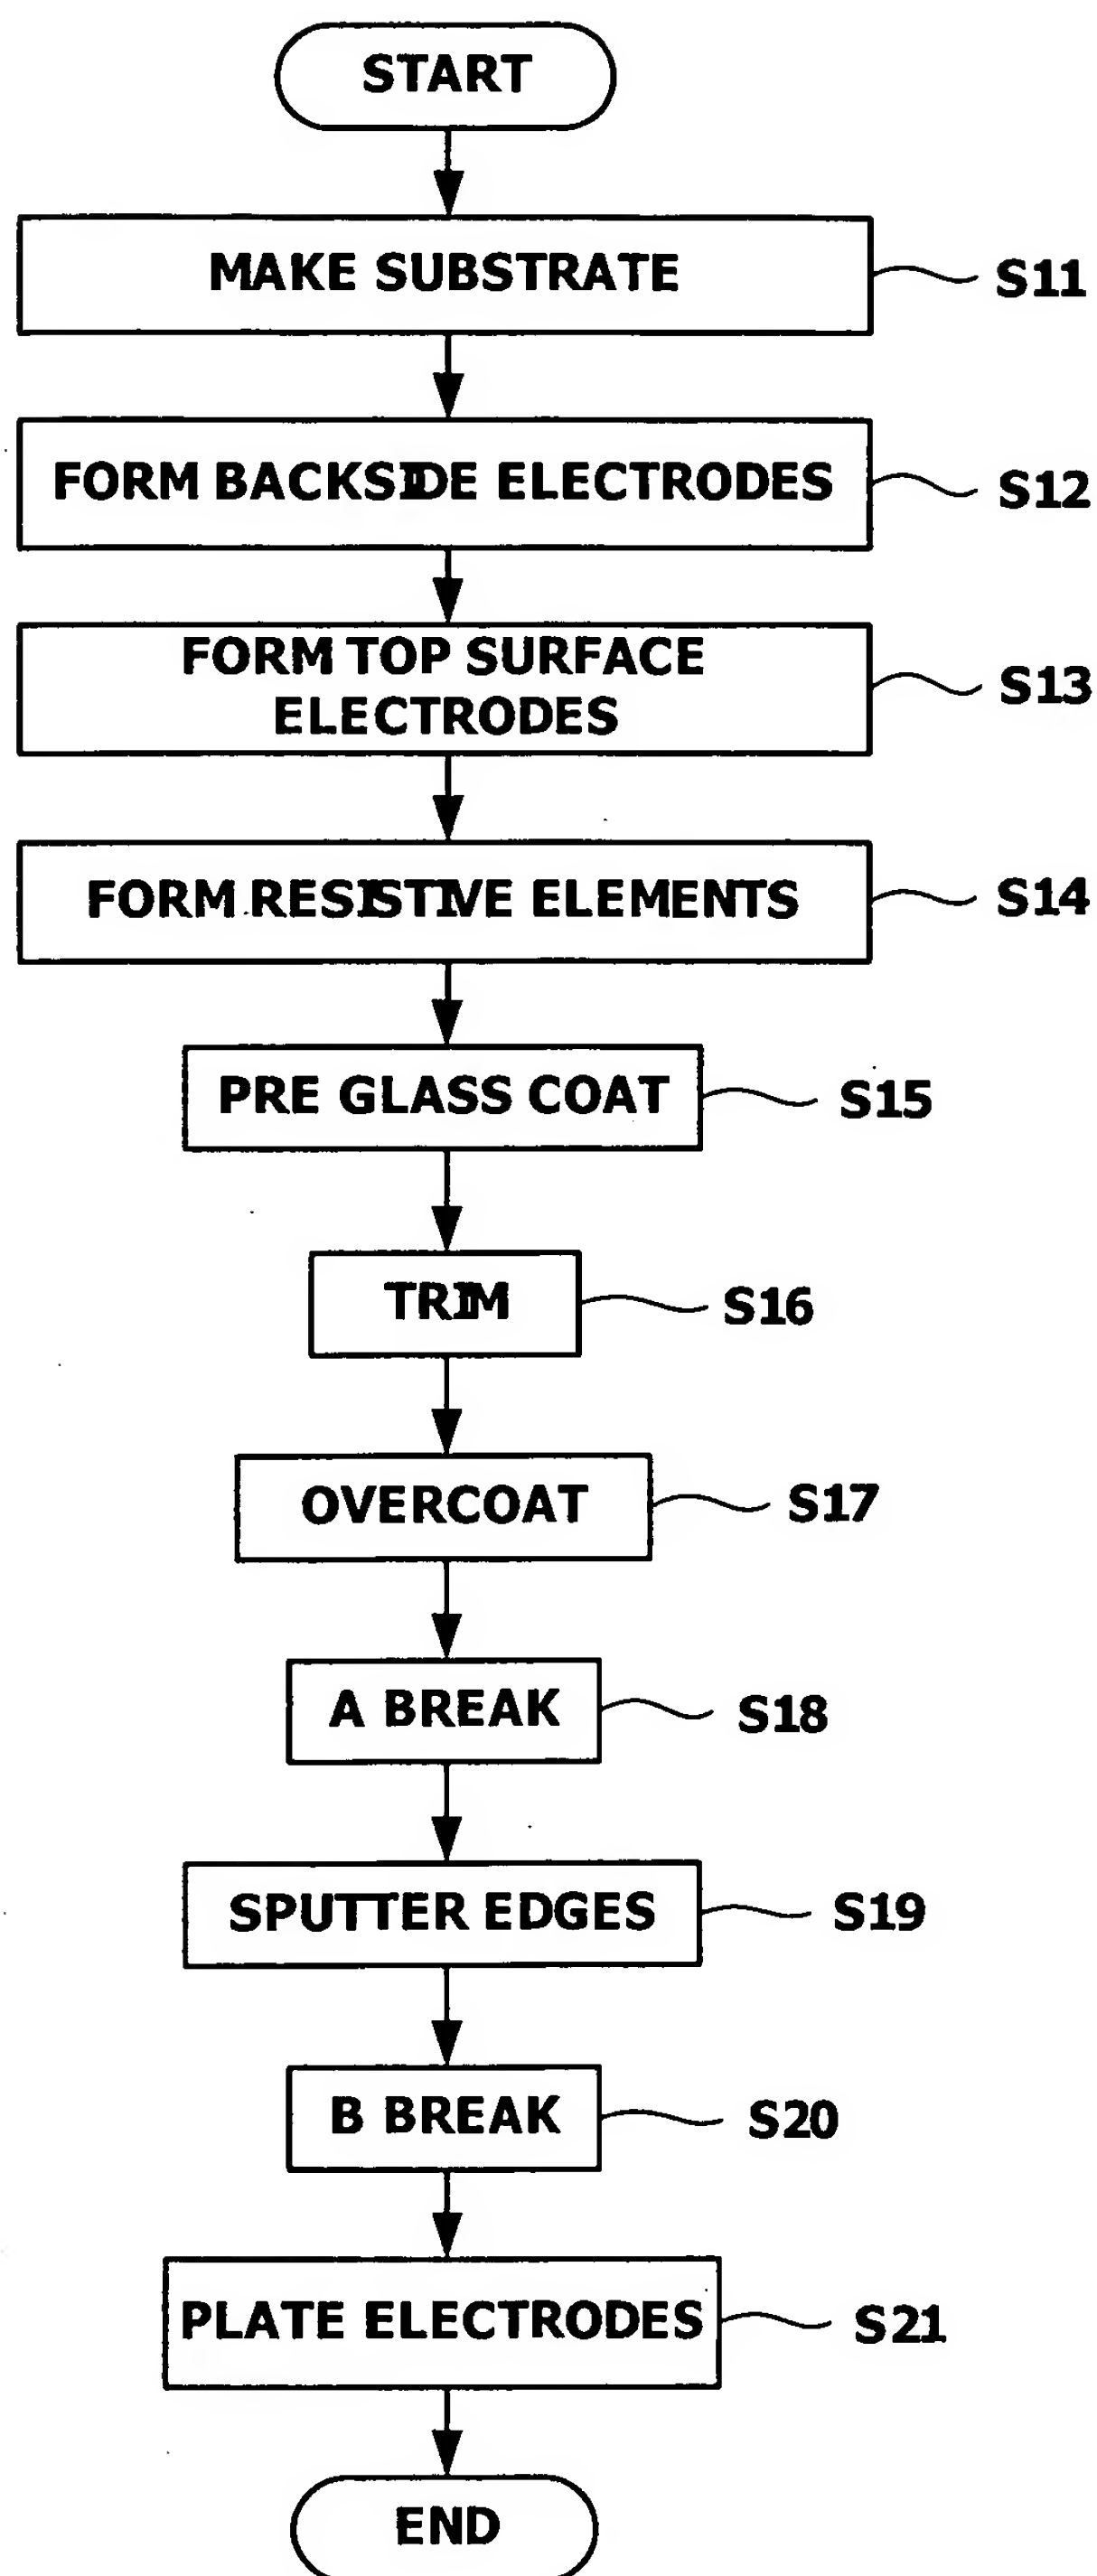 START
MAKE SUBSTRATE
S11
FORM BACKSIDE ELECTRODES
S12
FORM TOP SURFACE
ELECTRODES
S13
FORM RESISTIVE ELEMENTS
S14
PRE GLASS COAT
S15
TRIM
S16
OVERCOAT
S17
A BREAK
S18
SPUTTER EDGES
S19
B BREAK
S20
PLATE ELECTRODES
S21
END